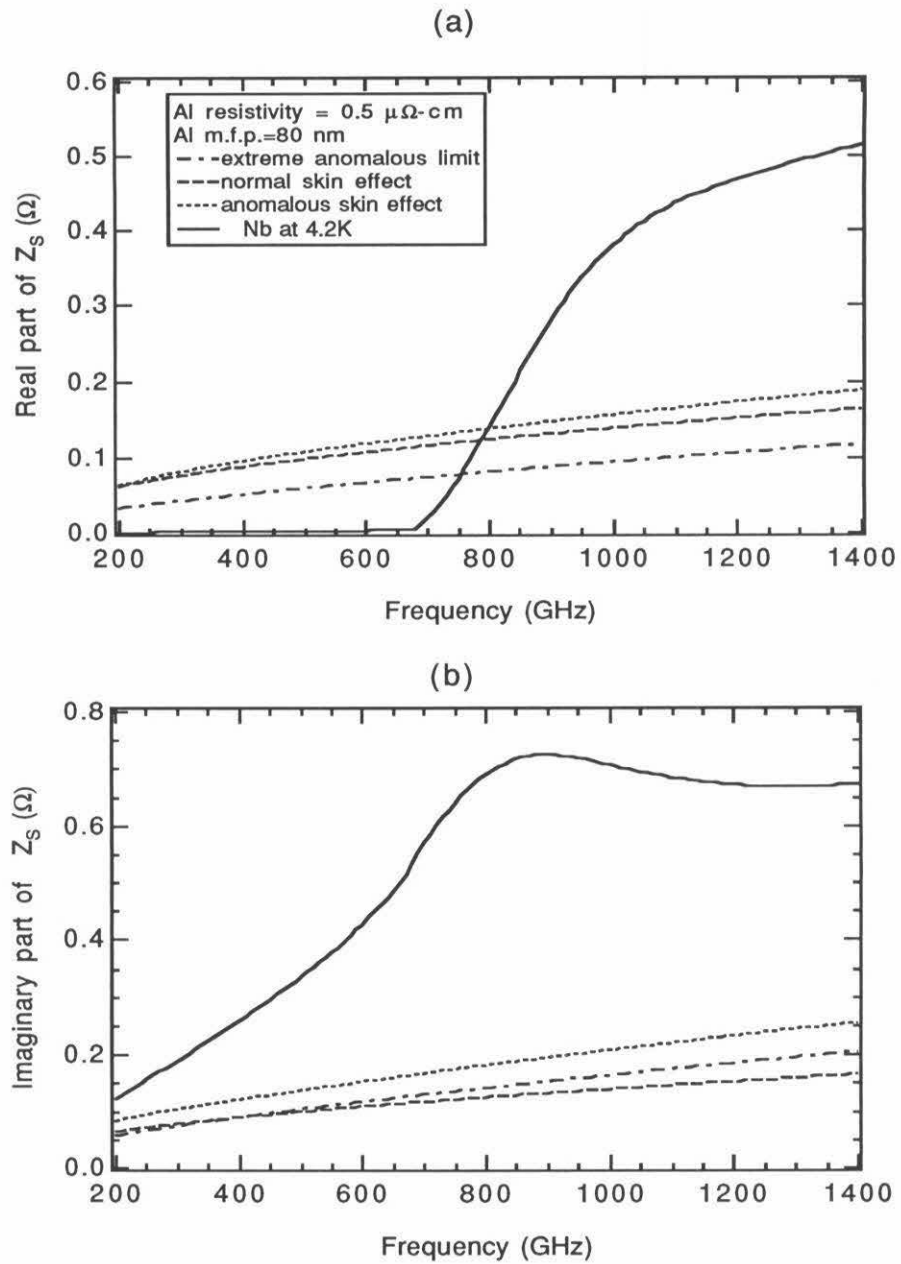 (a)
0.6
0.5
0.4
0.3
0.2
0.1
0.0
Real part of Z_S (Ω)
Al resistivity = 0.5 μΩ-cm
Al m.f.p.=80 nm
extreme anomalous limit
normal skin effect
anomalous skin effect
Nb at 4.2K
200 400 600 800 1000 1200 1400
Frequency (GHz)
(b)
0.8
0.6
0.4
0.2
0.0
Imaginary part of Z_S (Ω)
200 400 600 800 1000 1200 1400
Frequency (GHz)